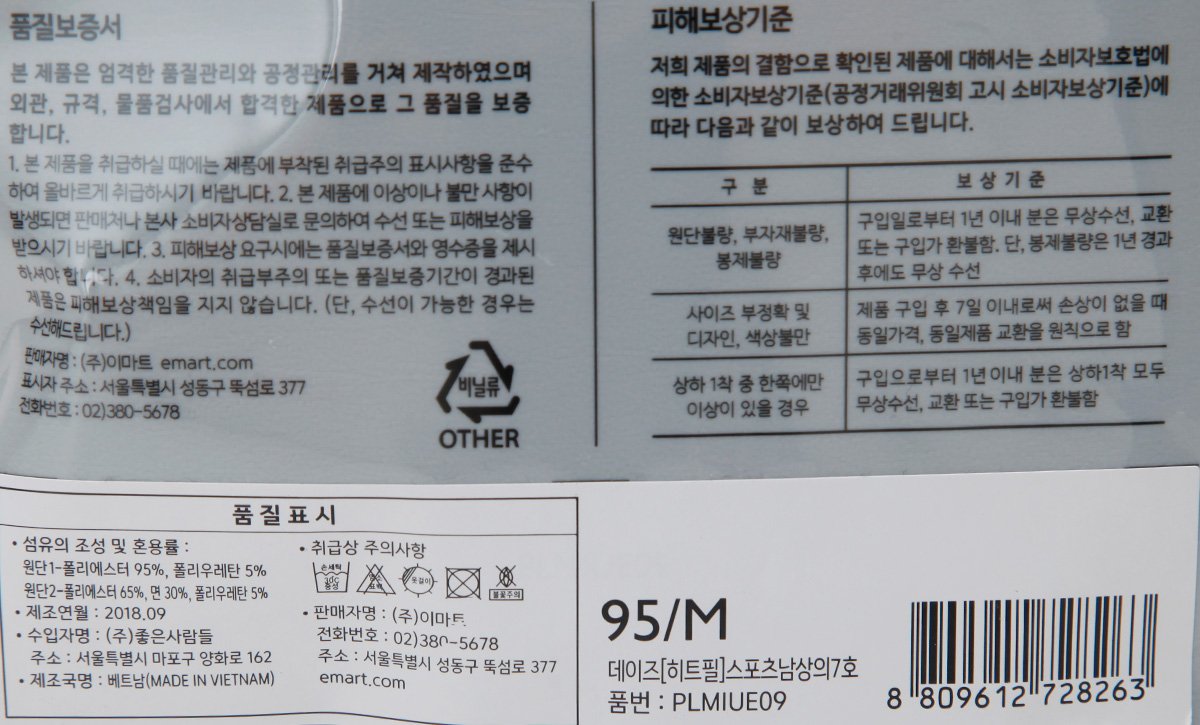 품질보증서
본 제품은 엄격한 품질관리와 공정관리를 거쳐 제작하였으며
외관, 규격, 물품검사에서 합격한 제품으로 그 품질을 보증
합니다.
1. 본 제품을 취급하실 때에는 제품에 부착된 취급주의 표시사항을 준수
하여 올바르게 취급하시기 바랍니다. 2. 본 제품에 이상이나 불만 사항이
발생되면 판매처나 본사 소비자상담실로 문의하여 수선 또는 피해보상을
받으시기 바랍니다. 3. 피해보상 요구시에는 품질보증서와 영수증을 제시
하셔야 합니다. 4. 소비자의 취급부주의 또는 품질보증기간이 경과된
제품은 피해보상책임을 지지 않습니다. (단, 수선이 가능한 경우는
수선해드립니다.)
판매자명 : (주)이마트 emart.com
표시자 주소 : 서울특별시 성동구 뚝섬로 377
전화번호 : 02)380-5678
비닐류
OTHER
피해보상기준
저희 제품의 결함으로 확인된 제품에 대해서는 소비자보호법에
의한 소비자보상기준(공정거래위원회 고시 소비자보상기준)에
따라 다음과 같이 보상하여 드립니다.
구 분
보 상 기 준
원단불량, 부자재불량,
봉제불량
구입일로부터 1년 이내 분은 무상수선, 교환
또는 구입가 환불함. 단, 봉제불량은 1년 경과
후에도 무상 수선
사이즈 부정확 및
디자인, 색상불만
제품 구입 후 7일 이내로써 손상이 없을 때
동일가격, 동일제품 교환을 원칙으로 함
상하 1착 중 한쪽에만
이상이 있을 경우
구입으로부터 1년 이내 분은 상하1착 모두
무상수선, 교환 또는 구입가 환불함
품질표시
• 섬유의 조성 및 혼용률 :
원단1-폴리에스터 95%, 폴리우레탄 5%
원단2-폴리에스터 65%, 면 30%, 폴리우레탄 5%
• 제조연월 : 2018.09
• 수입자명 : (주)좋은사람들
주소 : 서울특별시 마포구 양화로 162
• 제조국명 : 베트남(MADE IN VIETNAM)
• 취급상 주의사항
손세탁
30℃
중성
염소
표백
옷걸이
불꽃주의
• 판매자명 : (주)이마트
전화번호 : 02)380-5678
주소 : 서울특별시 성동구 뚝섬로 377
emart.com
95/M
데이즈[히트필]스포츠남상의7호
품번 : PLMIUE09
8 809612 728263